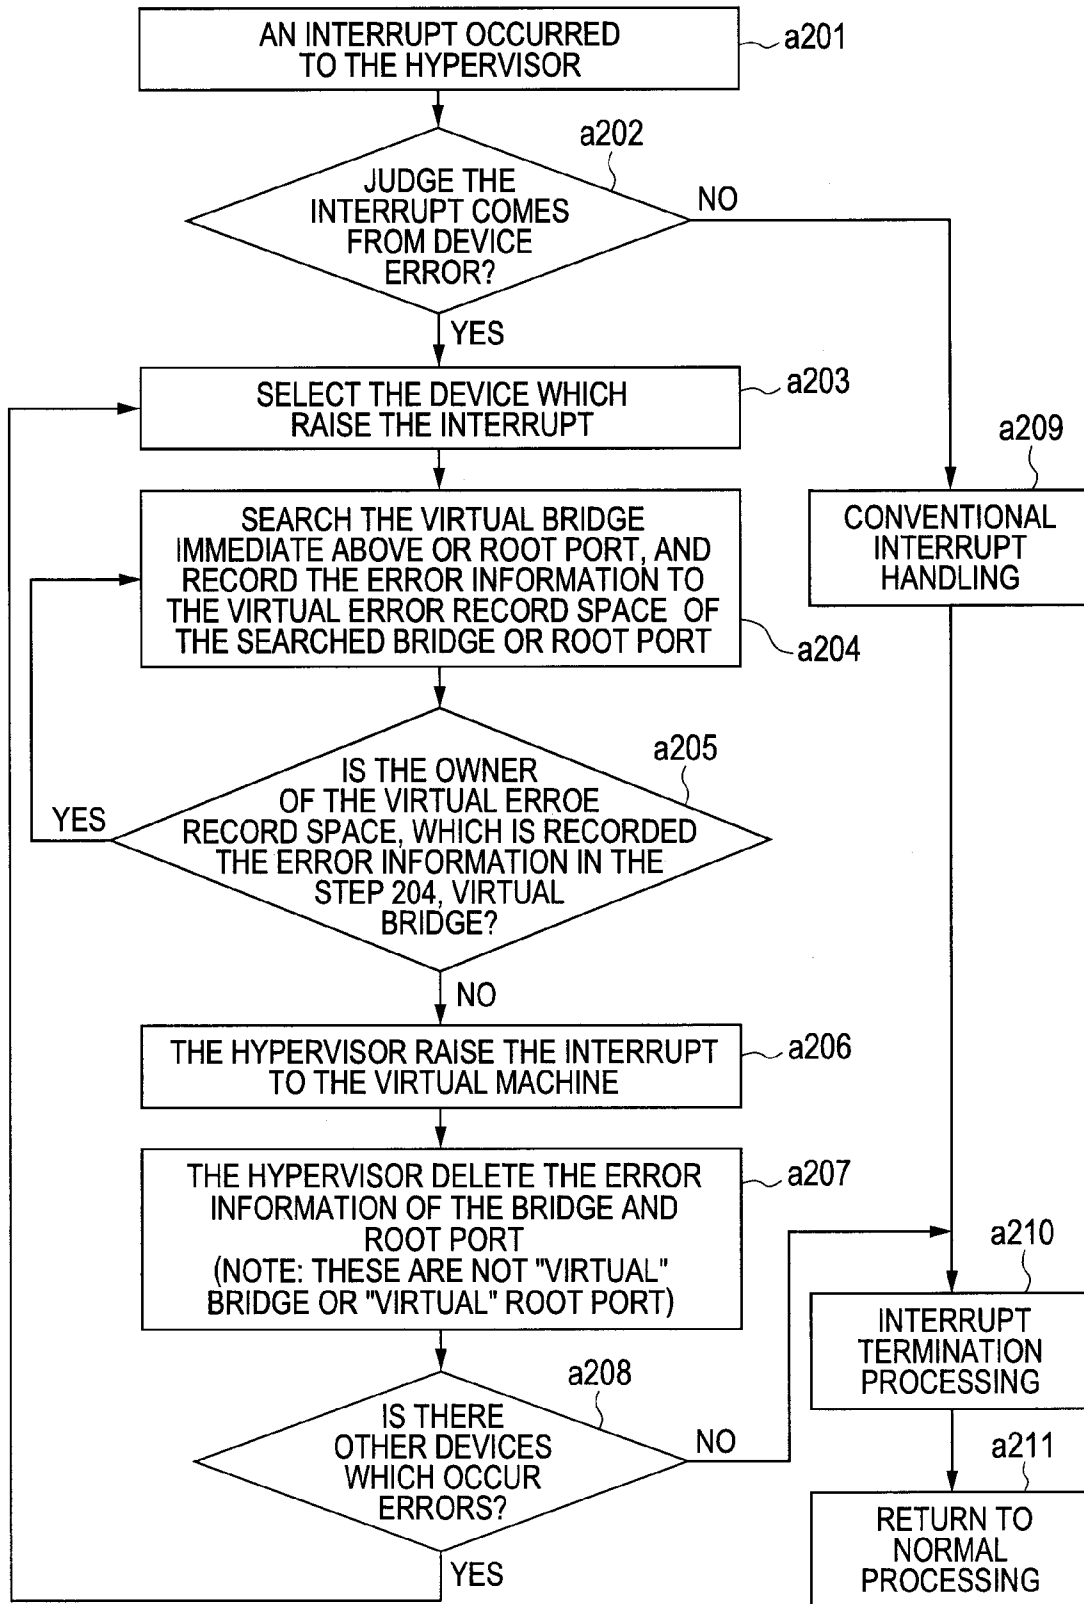 AN INTERRUPT OCCURRED
TO THE HYPERVISOR
a201
a202
JUDGE THE
INTERRUPT COMES
FROM DEVICE
ERROR?
NO
YES
SELECT THE DEVICE WHICH
RAISE THE INTERRUPT
a203
SEARCH THE VIRTUAL BRIDGE
IMMEDIATE ABOVE OR ROOT PORT, AND
RECORD THE ERROR INFORMATION TO
THE VIRTUAL ERROR RECORD SPACE OF
THE SEARCHED BRIDGE OR ROOT PORT
a204
a209
CONVENTIONAL
INTERRUPT
HANDLING
a205
IS THE OWNER
OF THE VIRTUAL ERROE
RECORD SPACE, WHICH IS RECORDED
THE ERROR INFORMATION IN THE
STEP 204, VIRTUAL
BRIDGE?
YES
NO
THE HYPERVISOR RAISE THE INTERRUPT
TO THE VIRTUAL MACHINE
a206
THE HYPERVISOR DELETE THE ERROR
INFORMATION OF THE BRIDGE AND
ROOT PORT
(NOTE: THESE ARE NOT "VIRTUAL"
BRIDGE OR "VIRTUAL" ROOT PORT)
a207
a208
IS THERE
OTHER DEVICES
WHICH OCCUR
ERRORS?
NO
YES
a210
INTERRUPT
TERMINATION
PROCESSING
a211
RETURN TO
NORMAL
PROCESSING